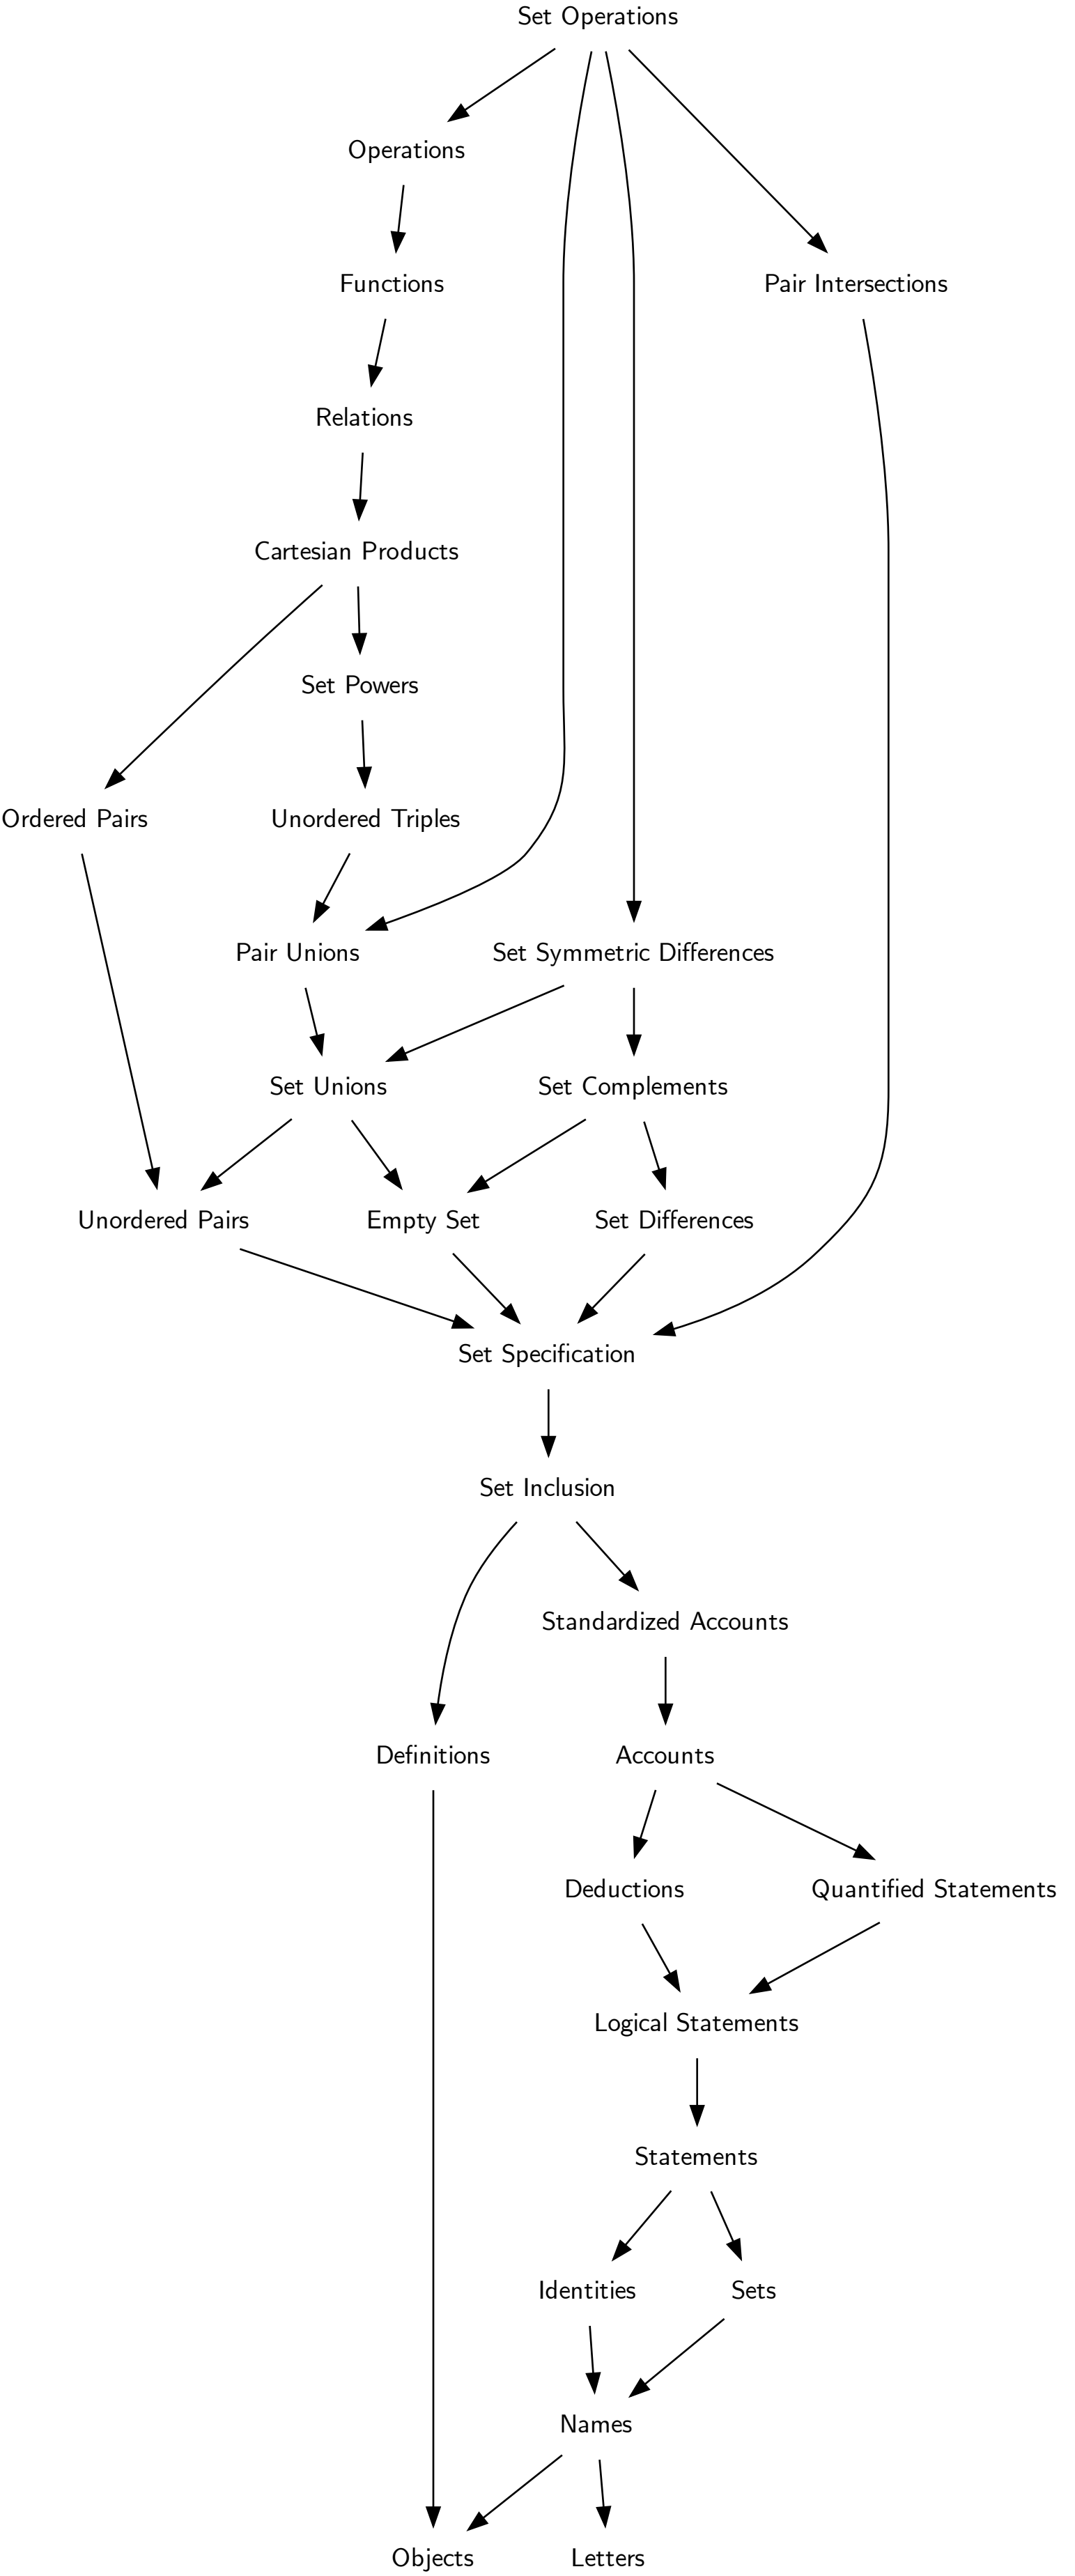 Set Operations
Operations
Functions
Pair Intersections
Relations
Cartesian Products
Set Powers
Ordered Pairs
Unordered Triples
Pair Unions
Set Symmetric Differences
Set Unions
Set Complements
Unordered Pairs
Empty Set
Set Differences
Set Specification
Set Inclusion
Standardized Accounts
Definitions
Accounts
Deductions
Quantified Statements
Logical Statements
Statements
Identities
Sets
Names
Objects
Letters